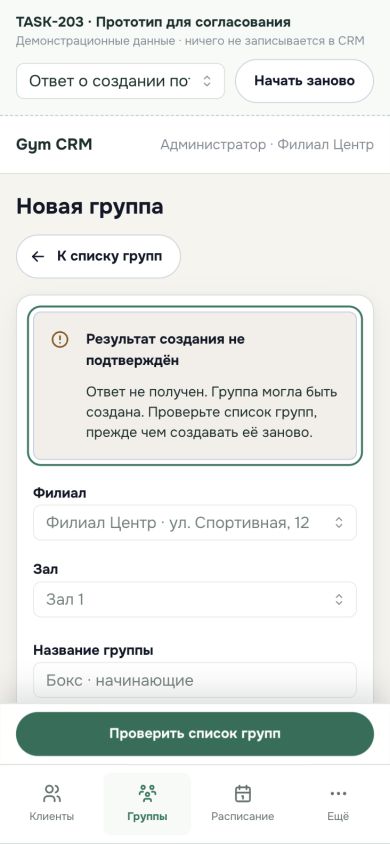 TASK-203 · Прототип для согласования
Демонстрационные данные · ничего не записывается в CRM
Ответ о создании по
Начать заново
Gym CRM
Администратор · Филиал Центр
Новая группа
К списку групп
Результат создания не
подтверждён
Ответ не получен. Группа могла быть
создана. Проверьте список групп,
прежде чем создавать её заново.
Филиал
Филиал Центр · ул. Спортивная, 12
Зал
Зал 1
Название группы
Бокс · начинающие
Проверить список групп
Клиенты
Группы
Расписание
Ещё